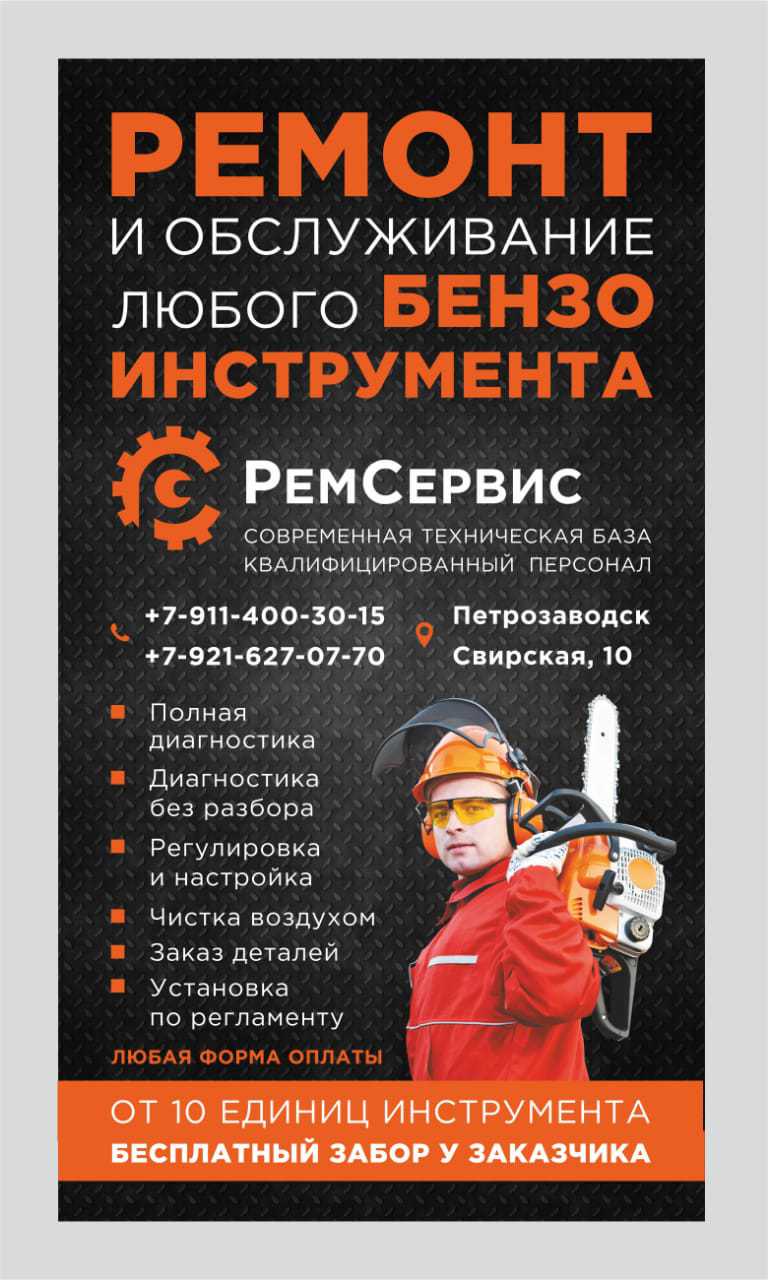 РЕМОНТ
И ОБСЛУЖИВАНИЕ
ЛЮБОГО БЕНЗО
ИНСТРУМЕНТА
РЕМСЕРВИС
СОВРЕМЕННАЯ ТЕХНИЧЕСКАЯ БАЗА
КВАЛИФИЦИРОВАННЫЙ ПЕРСОНАЛ
+7-911-400-30-15
+7-921-627-07-70
Петрозаводск
Свирская, 10
Полная
диагностика
Диагностика
без разбора
Регулировка
и настройка
Чистка воздухом
Заказ деталей
Установка
по регламенту
ЛЮБАЯ ФОРМА ОПЛАТЫ
ОТ 10 ЕДИНИЦ ИНСТРУМЕНТА
БЕСПЛАТНЫЙ ЗАБОР У ЗАКАЗЧИКА